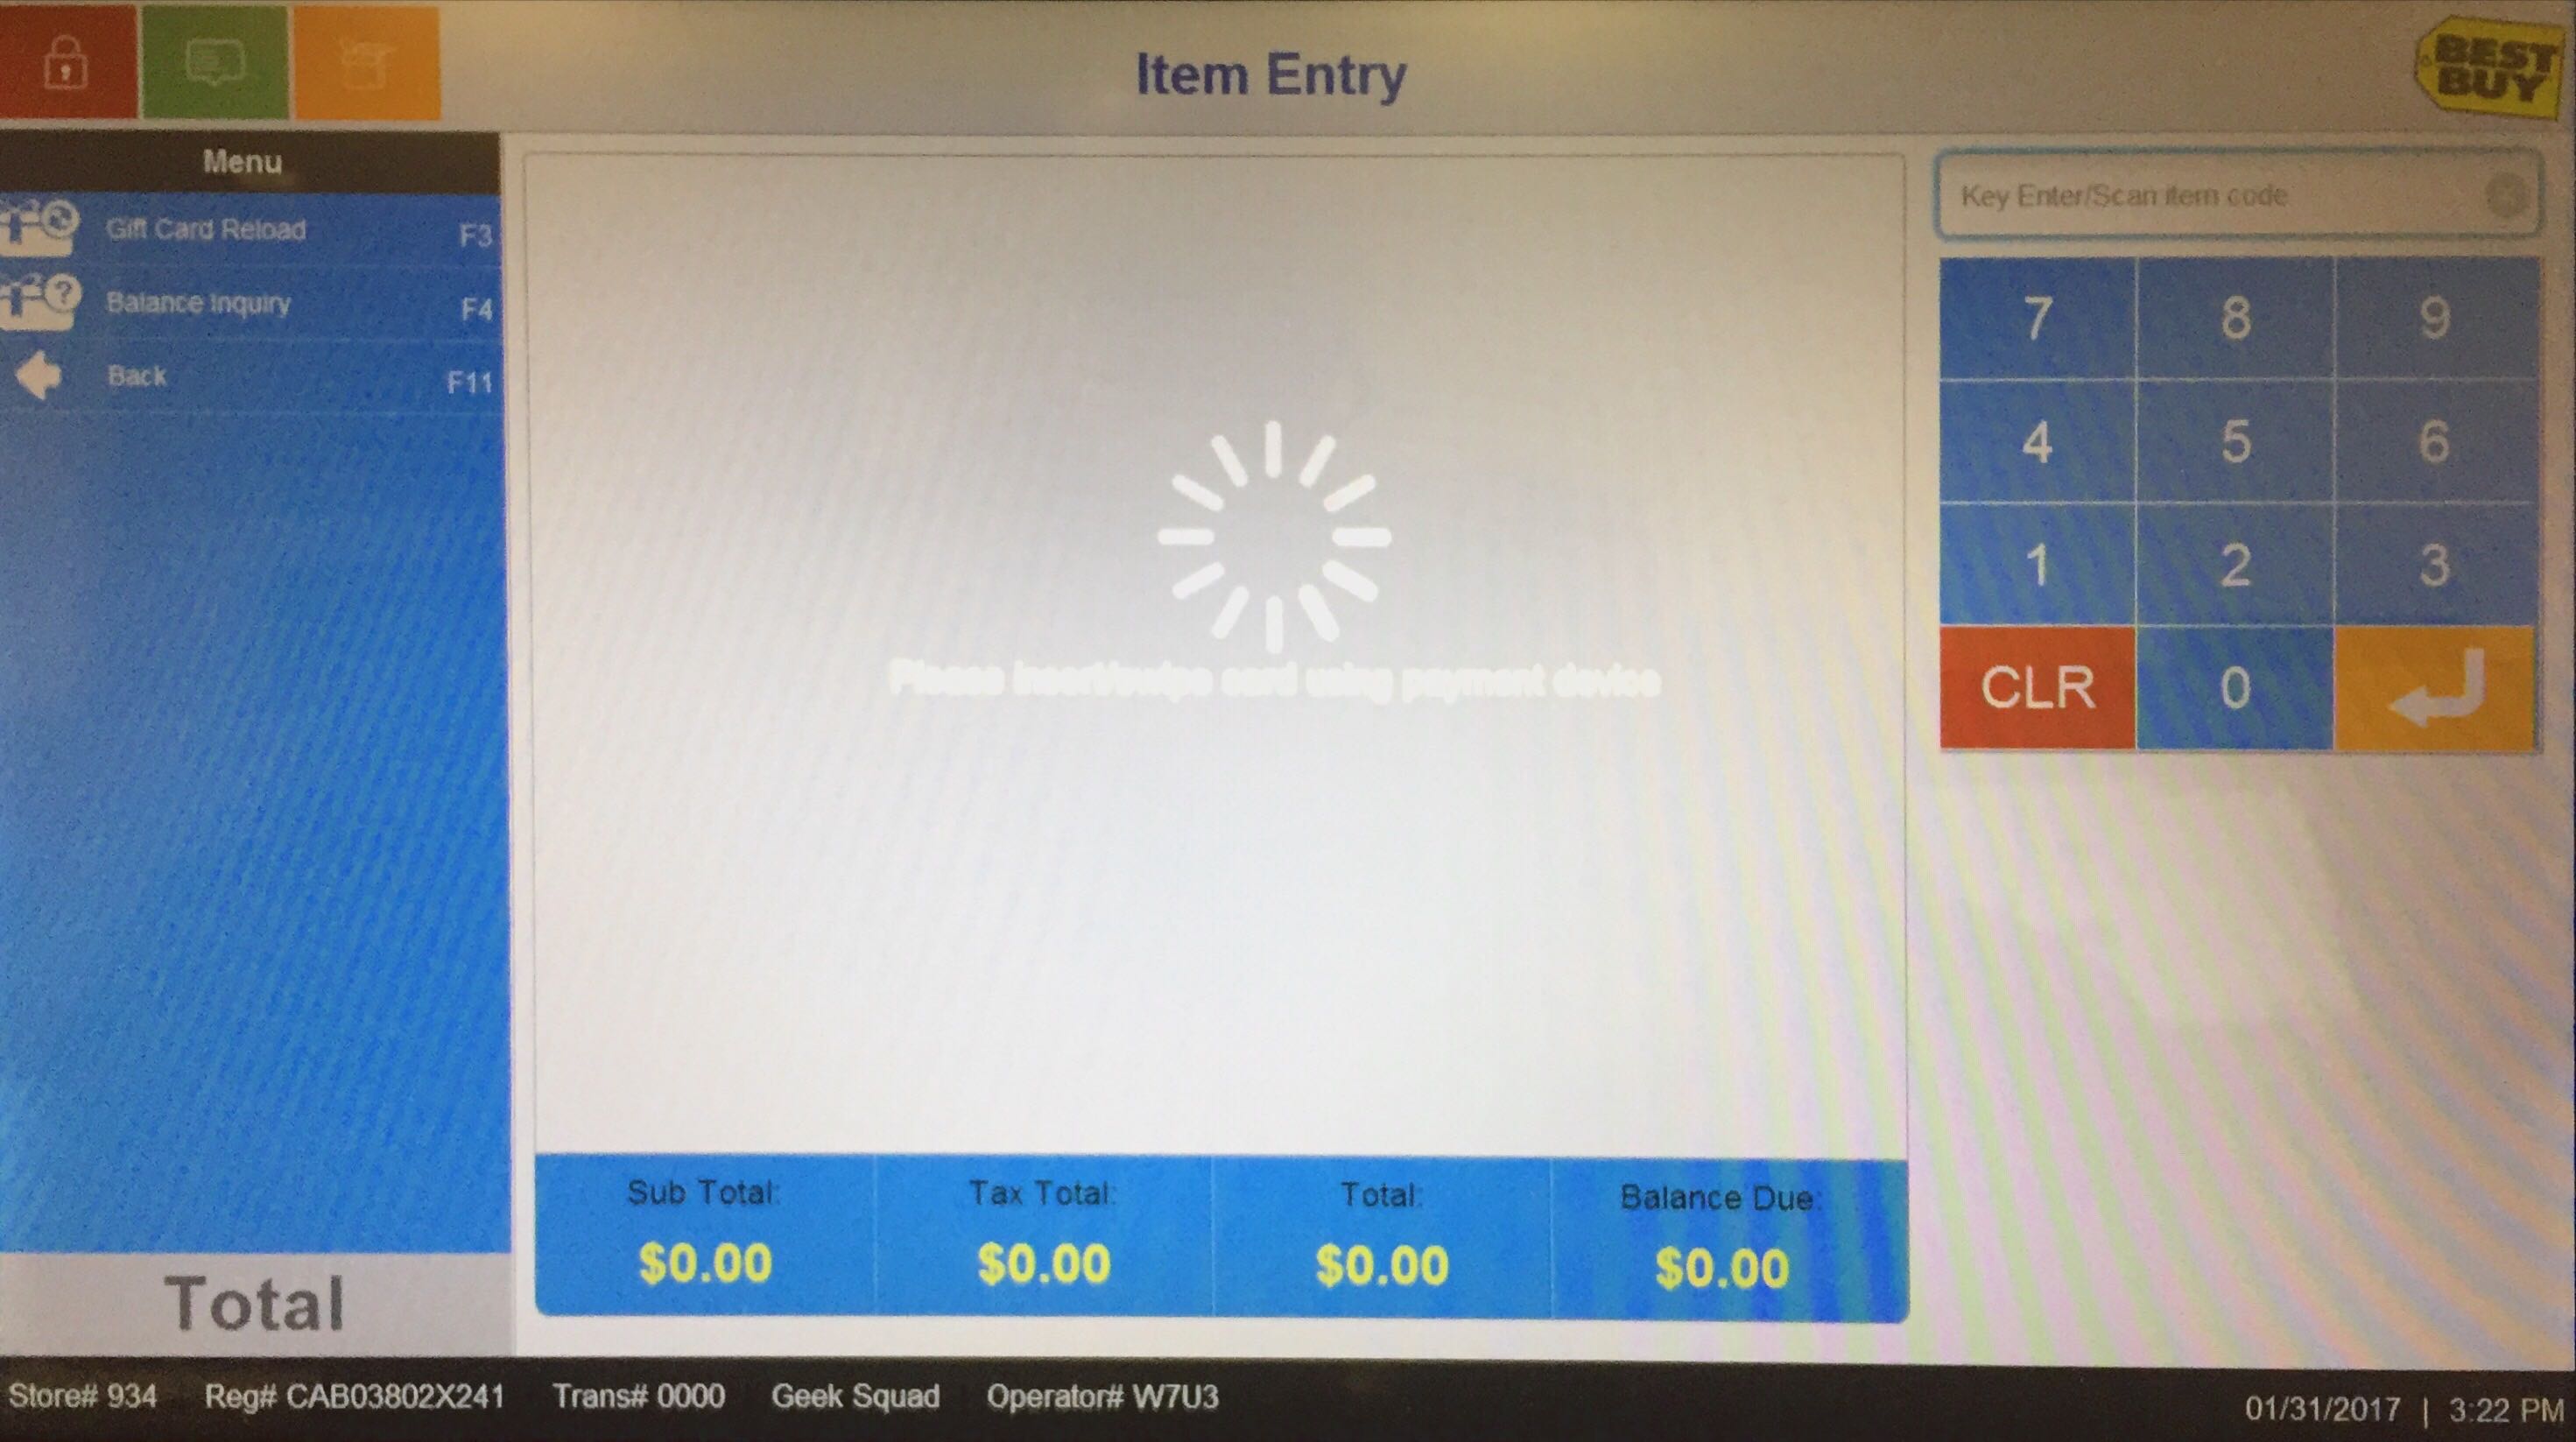 Item Entry
BEST
BUY
Menu
Gift Card Reload F3
Balance Inquiry F4
Back F11
Total
Please insert/swipe card using payment device
Sub Total: Tax Total: Total: Balance Due:
$0.00 $0.00 $0.00 $0.00
Key Enter/Scan item code
7 8 9
4 5 6
1 2 3
CLR 0
Store# 934 Reg# CAB03802X241 Trans# 0000 Geek Squad Operator# W7U3 01/31/2017 | 3:22 PM